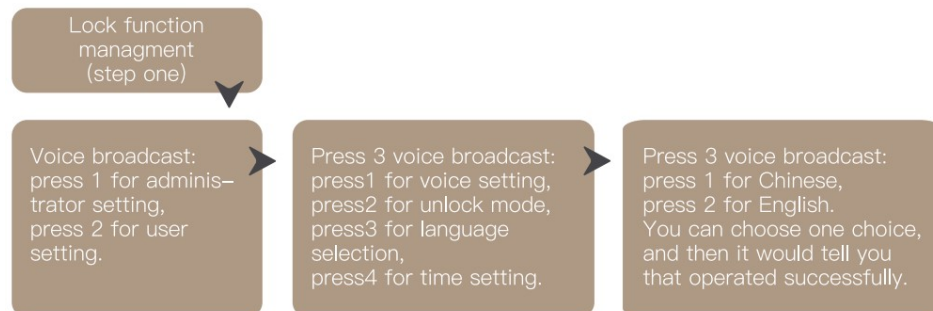 Lock function
managment
(step one)
Voice broadcast:
press 1 for adminis-
trator setting,
press 2 for user
setting.
Press 3 voice broadcast:
press1 for voice setting,
press2 for unlock mode,
press3 for language
selection,
press4 for time setting.
Press 3 voice broadcast:
press 1 for Chinese,
press 2 for English.
You can choose one choice,
and then it would tell you
that operated successfully.